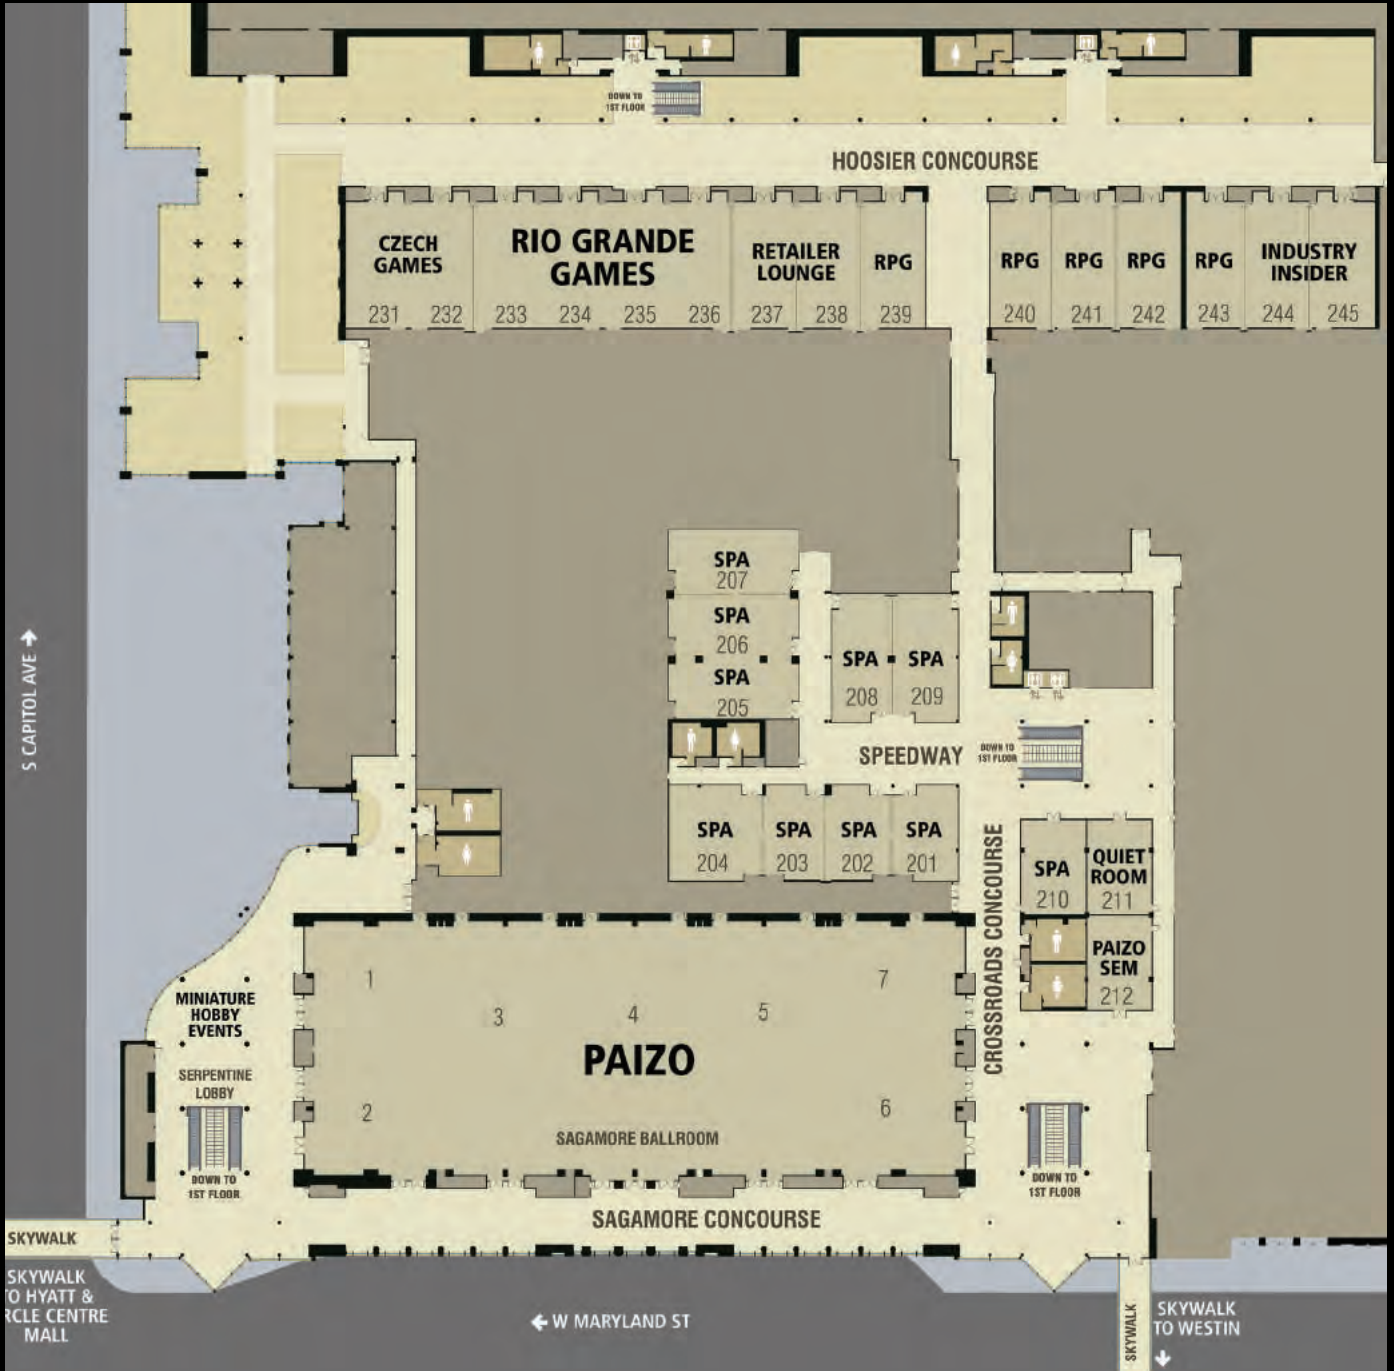 DOWN TO
1ST FLOOR
HOOSIER CONCOURSE
CZECH
GAMES
231 232
RIO GRANDE
GAMES
233 234 235 236
RETAILER
LOUNGE
237 238
RPG
239
RPG
240
RPG
241
RPG
242
RPG
243
INDUSTRY
INSIDER
244 245
SPA
207
SPA
206
SPA
205
SPA
208
SPA
209
S CAPITOL AVE
SPEEDWAY
DOWN TO
1ST FLOOR
SPA
204
SPA
203
SPA
202
SPA
201
CROSSROADS CONCOURSE
SPA
210
QUIET
ROOM
211
PAIZO
SEM
212
MINIATURE
HOBBY
EVENTS
SERPENTINE
LOBBY
DOWN TO
1ST FLOOR
1
2
3
4
5
6
7
PAIZO
SAGAMORE BALLROOM
DOWN TO
1ST FLOOR
SAGAMORE CONCOURSE
SKYWALK
SKYWALK
TO HYATT &
RCLE CENTRE
MALL
W MARYLAND ST
SKYWALK
SKYWALK
TO WESTIN